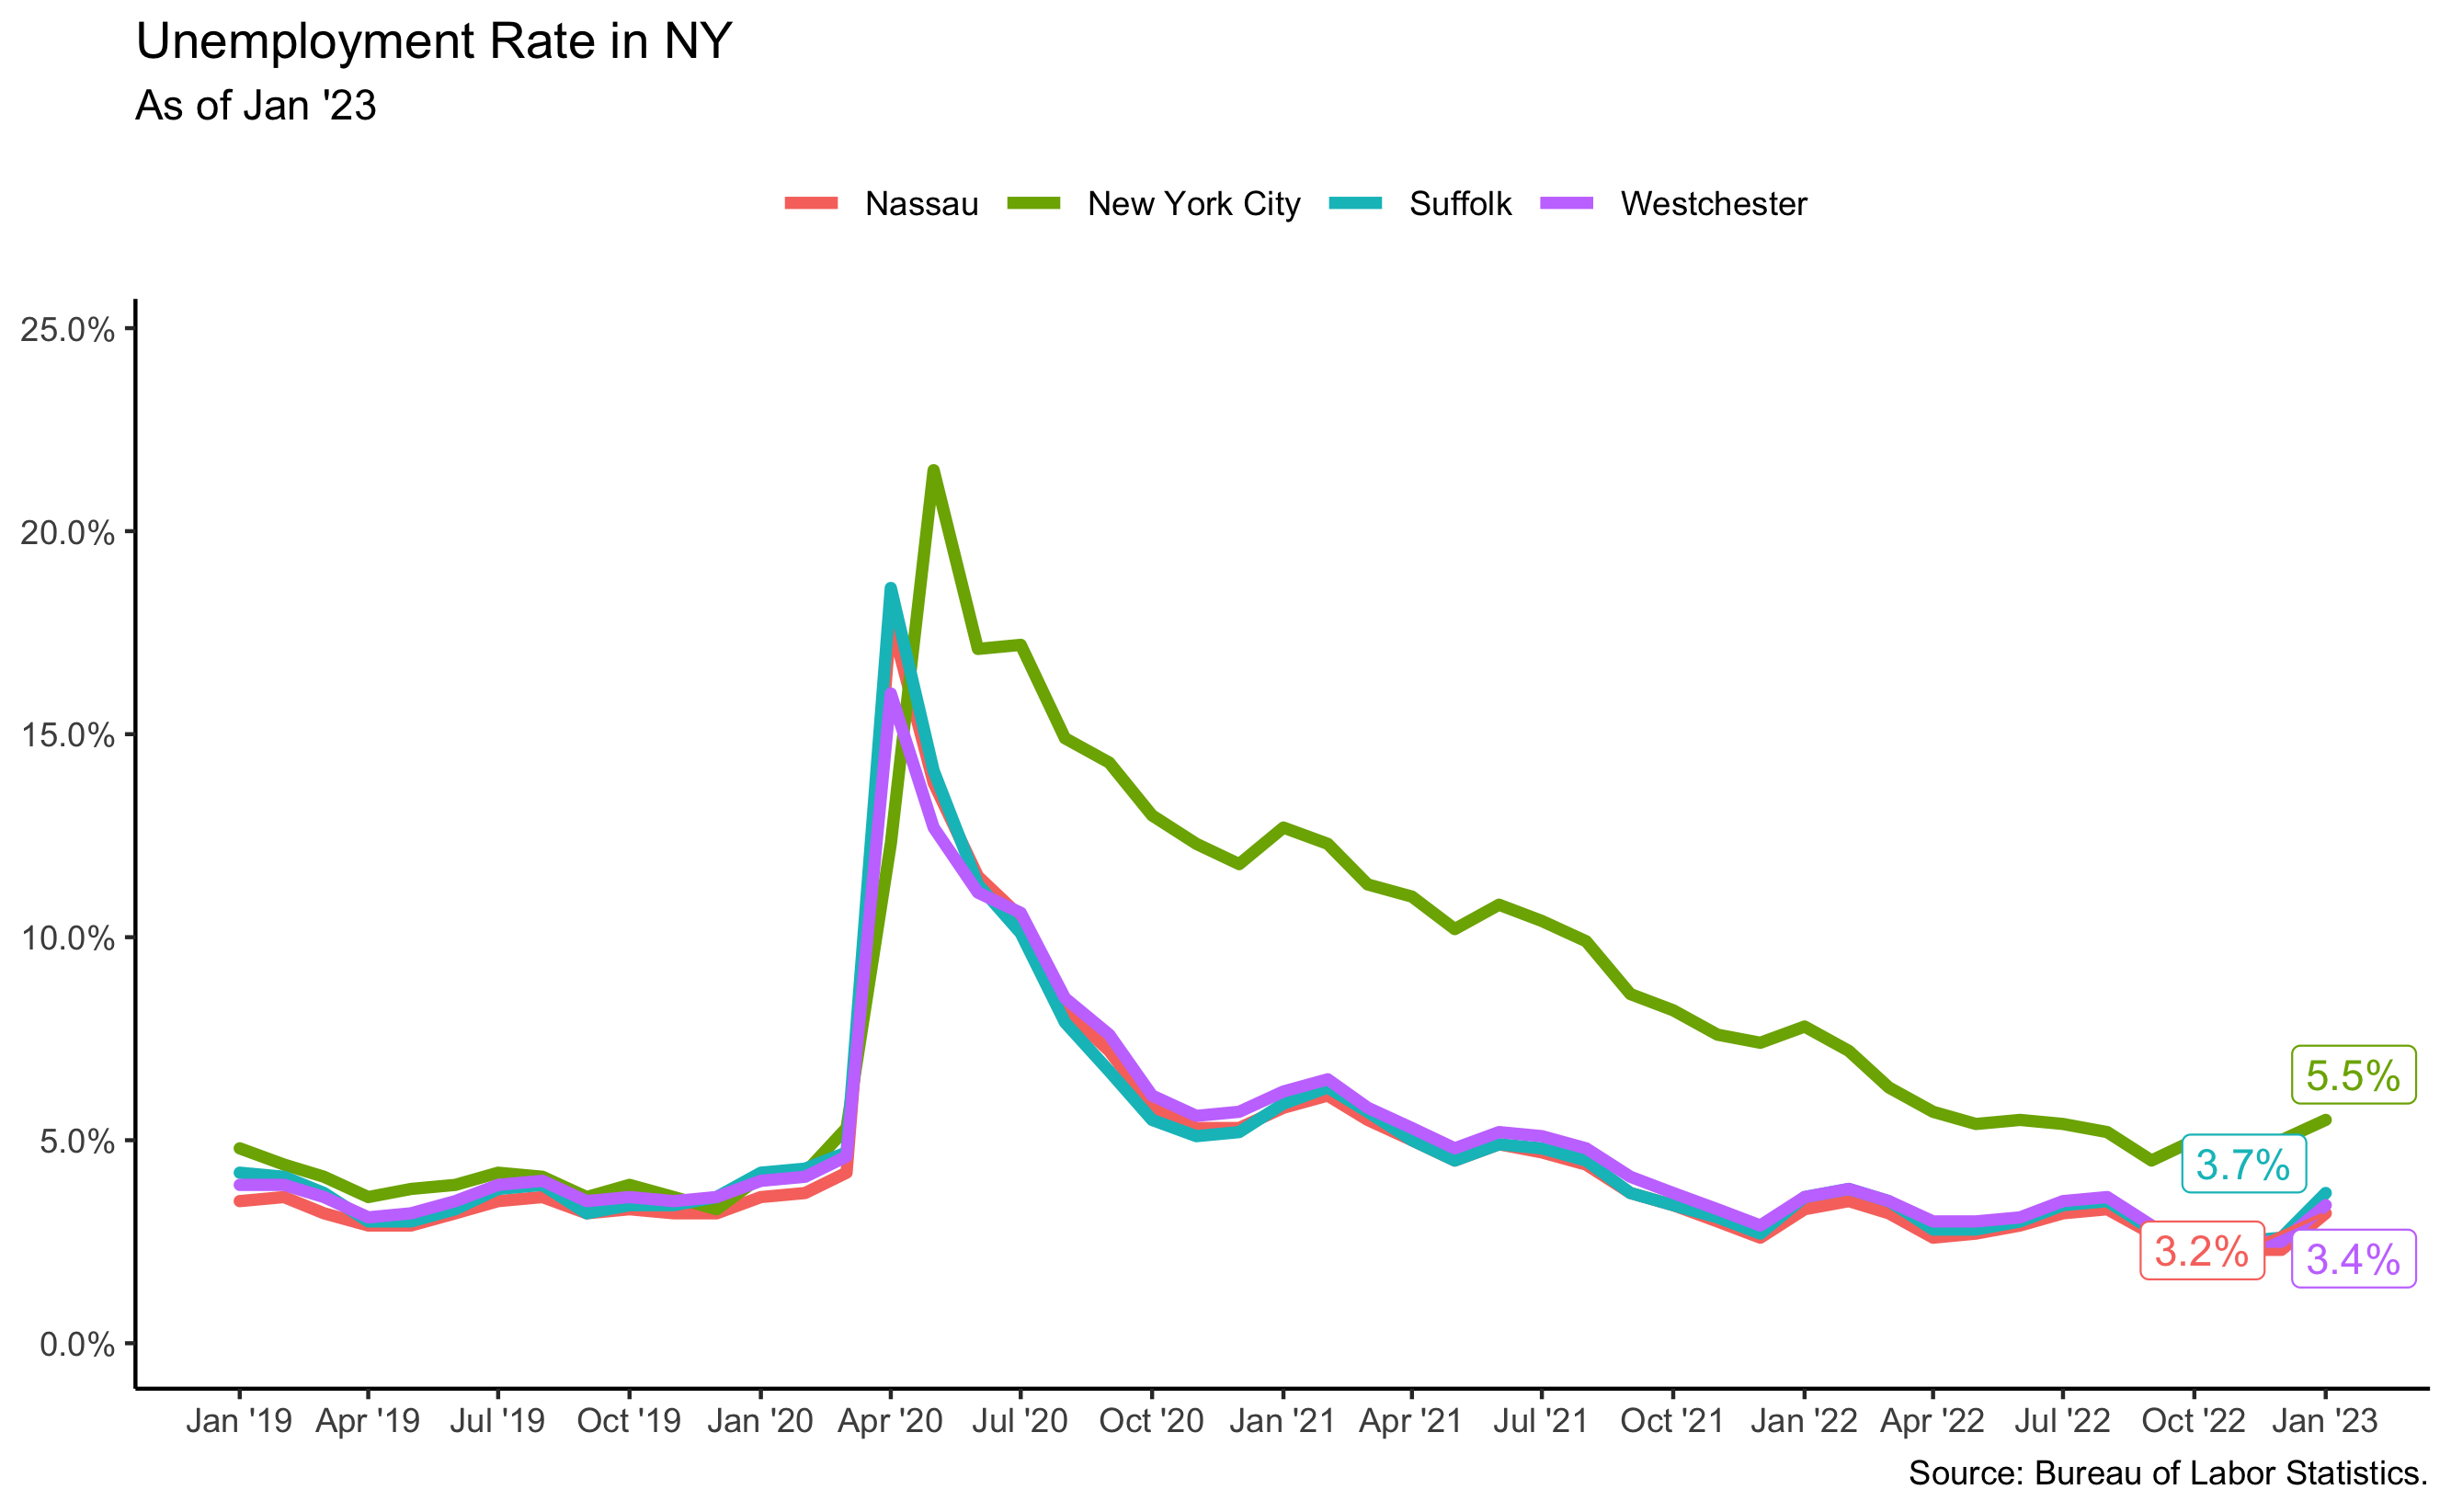 Unemployment Rate in NY
As of Jan '23
Nassau New York City Suffolk Westchester
25.0%
20.0%
15.0%
10.0%
5.0%
0.0%
5.5%
3.7%
3.2%
3.4%
Jan '19 Apr '19 Jul '19 Oct '19 Jan '20 Apr '20 Jul '20 Oct '20 Jan '21 Apr '21 Jul '21 Oct '21 Jan '22 Apr '22 Jul '22 Oct '22 Jan '23
Source: Bureau of Labor Statistics.